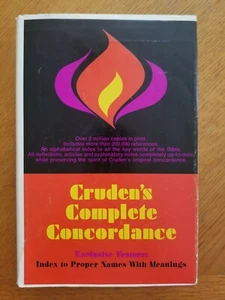 Over 2 million copies in print.
Includes more than 200,000 references.
An alphabetical index to all the key words of the Bible.
All definitions, articles and explanatory notes completely up-to-date,
while preserving the spirit of Cruden's original concordance.
Cruden's
Complete
Concordance
Exclusive Feature:
Index to Proper Names With Meanings